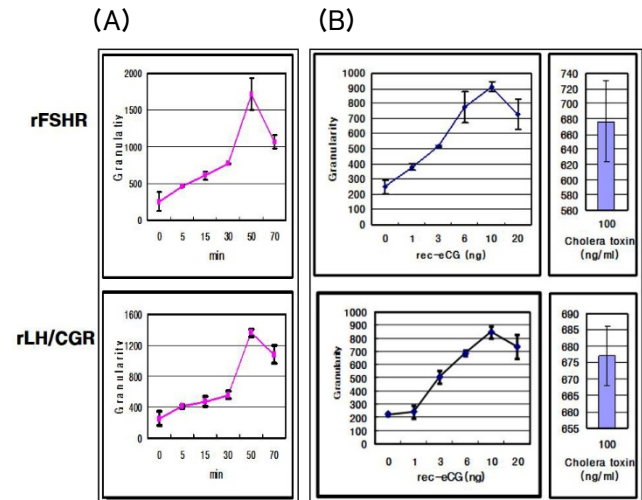 (A)
(B)
rFSHR
Granulatiy
2000
1500
1000
500
0
0 5 15 30 50 70
min
Granularity
1000
900
800
700
600
500
400
300
200
100
0
0 1 3 6 10 20
rec-eCG (ng)
740
720
700
680
660
640
620
600
580
560
100
Cholera toxin
(ng/ml)
rLH/CGR
Granularity
1600
1200
800
400
0
0 5 15 30 50 70
min
Granularity
1000
900
800
700
600
500
400
300
200
100
0
0 1 3 6 10 20
rec-eCG (ng)
690
685
680
675
670
665
660
655
100
Cholera toxin
(ng/ml)